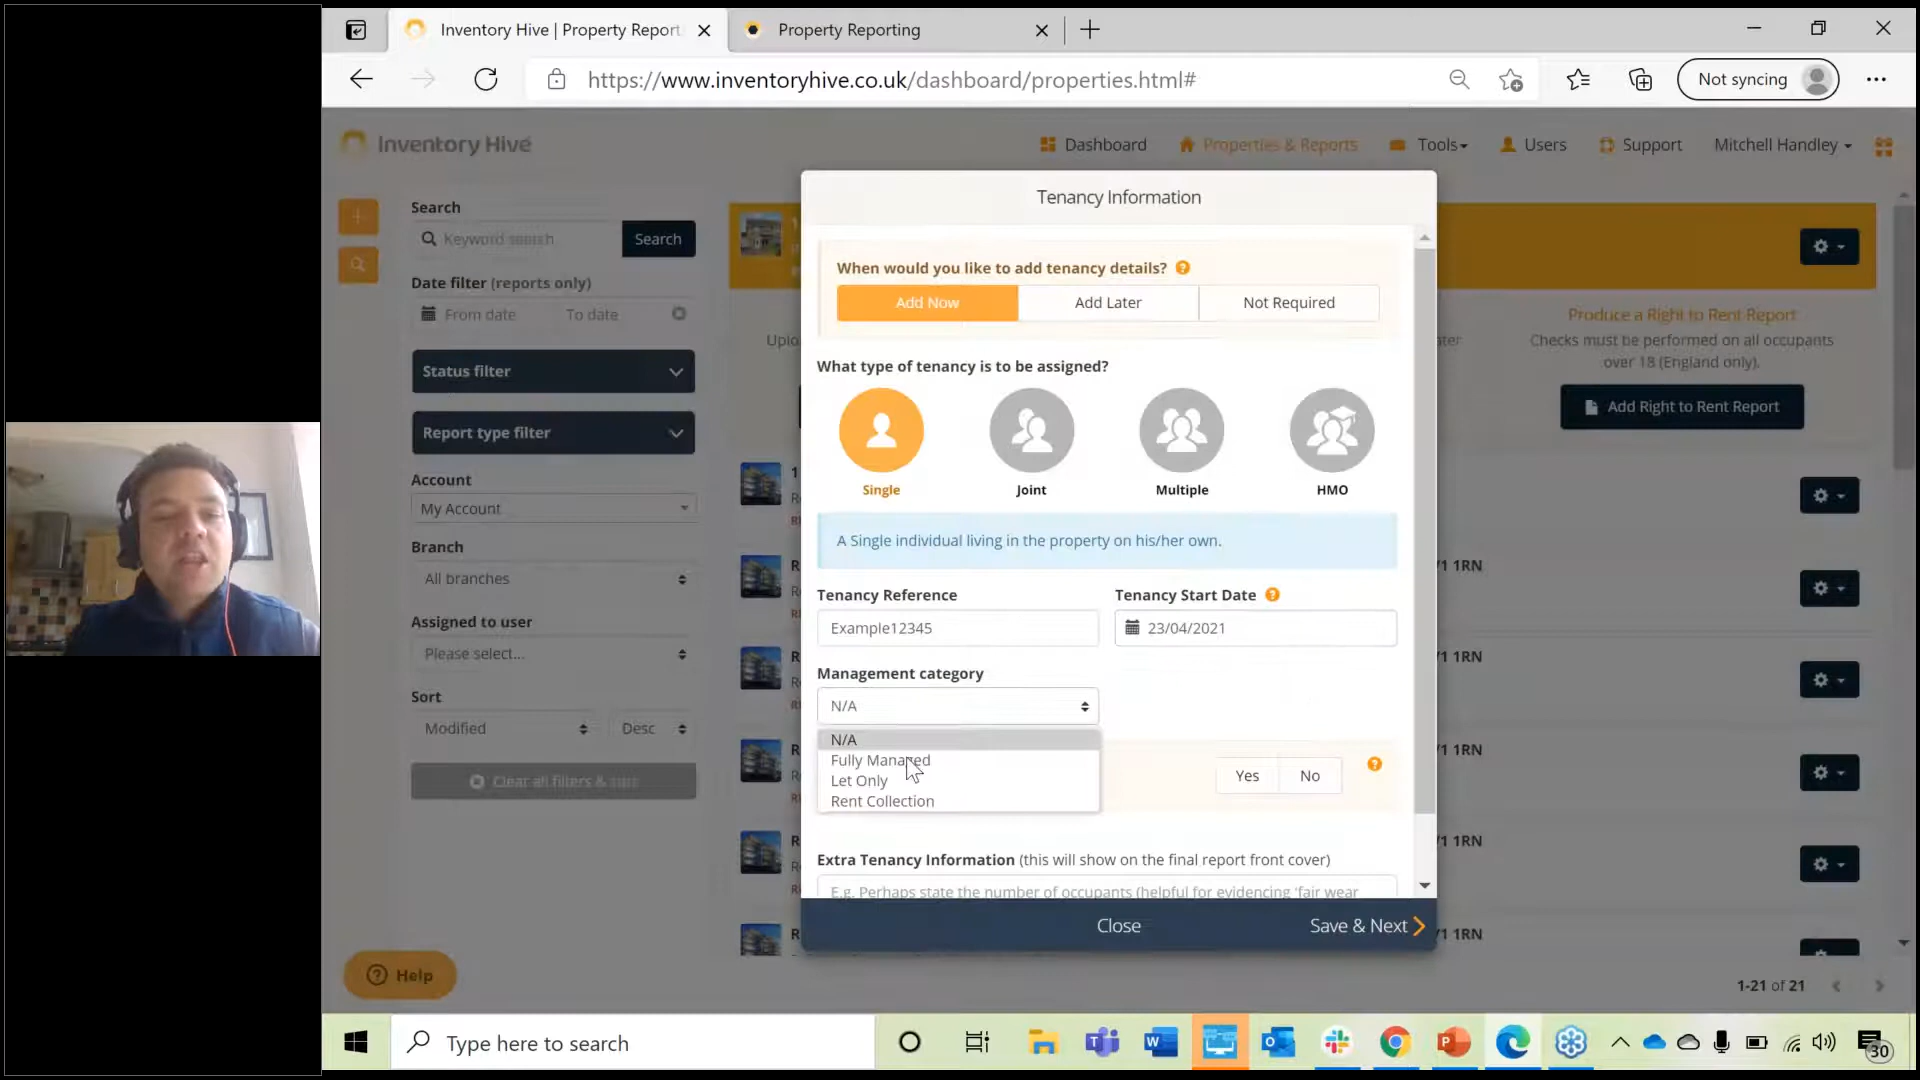 Inventory Hive | Property Report
Property Reporting
https://www.inventoryhive.co.uk/dashboard/properties.html#
Not syncing
Inventory Hive
Dashboard
Properties & Reports
Tools
Users
Support
Mitchell Handley
Search
Keyword search
Search
Date filter (reports only)
From date
To date
Status filter
Report type filter
Account
My Account
Branch
All branches
Assigned to user
Please select...
Sort
Modified
Desc
Clear all filters & sort
Help
Tenancy Information
When would you like to add tenancy details?
Add Now
Add Later
Not Required
What type of tenancy is to be assigned?
Single
Joint
Multiple
HMO
A Single individual living in the property on his/her own.
Tenancy Reference
Tenancy Start Date
Example12345
23/04/2021
Management category
N/A
N/A
Fully Managed
Let Only
Rent Collection
Yes
No
Extra Tenancy Information (this will show on the final report front cover)
E.g. Perhaps state the number of occupants (helpful for evidencing 'fair wear
Close
Save & Next
Produce a Right to Rent Report
Checks must be performed on all occupants
over 18 (England only).
Add Right to Rent Report
1RN
1RN
1RN
1RN
1RN
1-21 of 21
Type here to search
30